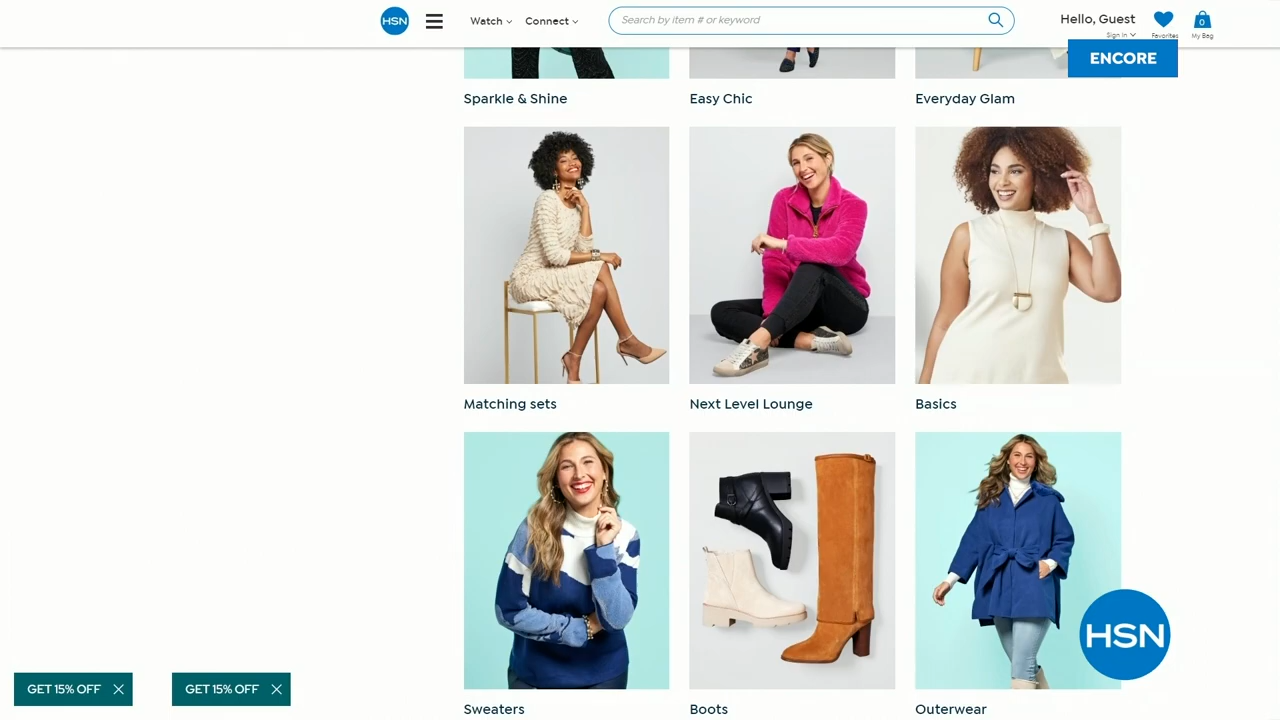 HSN
Watch
Connect
Search by item # or keyword
Hello, Guest
Sign In
Favorites
0
My Bag
ENCORE
Sparkle & Shine
Easy Chic
Everyday Glam
Matching sets
Next Level Lounge
Basics
HSN
GET 15% OFF
GET 15% OFF
Sweaters
Boots
Outerwear